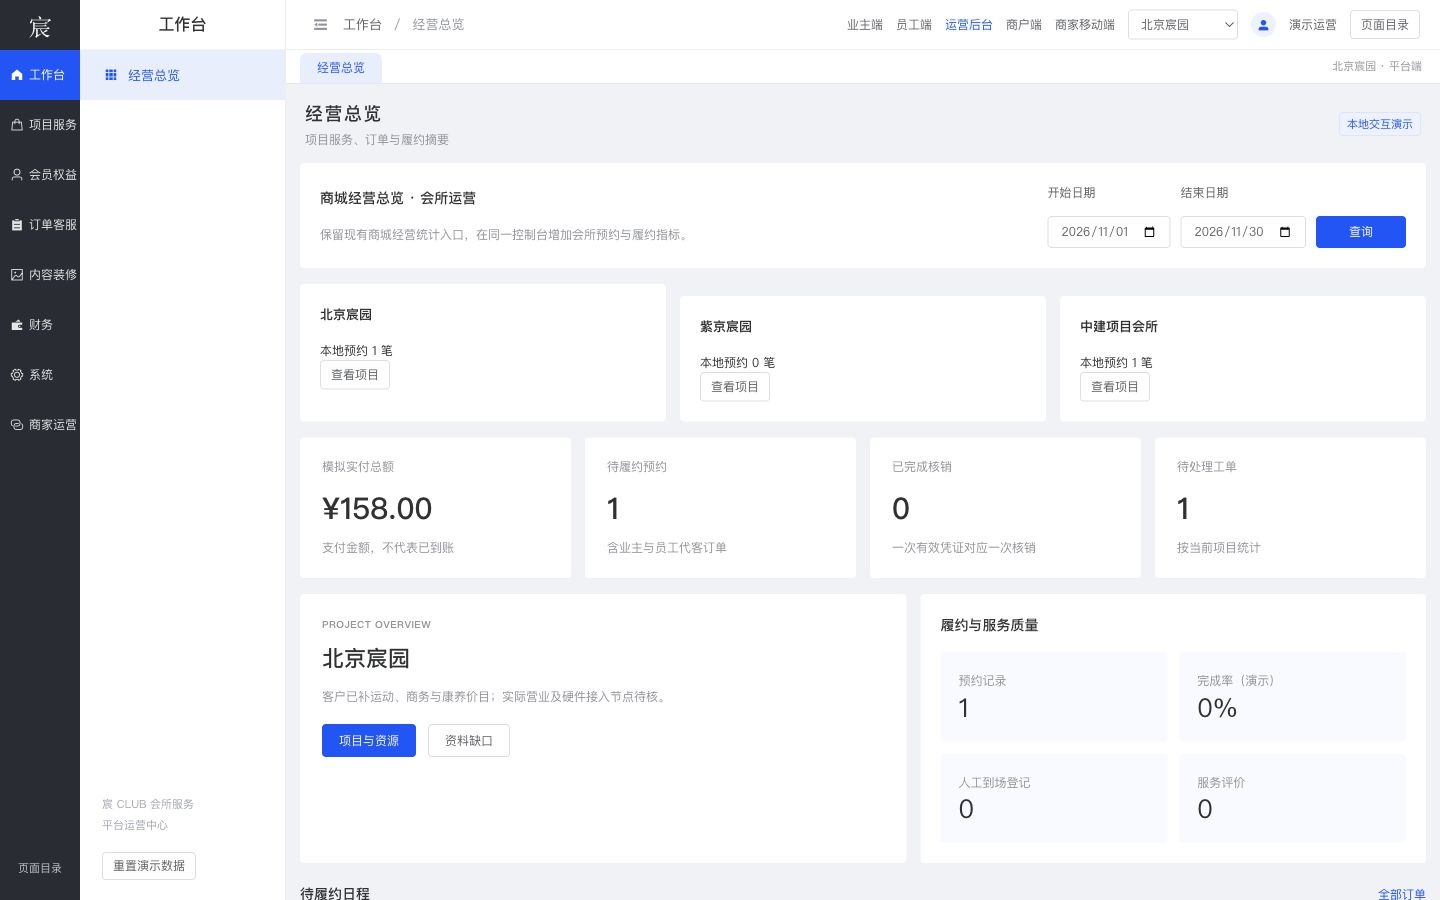 宸
工作台
项目服务
会员权益
订单客服
内容装修
财务
系统
商家运营
页面目录
工作台
经营总览
宸 CLUB 会所服务
平台运营中心
重置演示数据
工作台 / 经营总览
业主端 员工端 运营后台 商户端 商家移动端 北京宸园 演示运营 页面目录
经营总览
北京宸园 · 平台端
经营总览
项目服务、订单与履约摘要
本地交互演示
商城经营总览 · 会所运营
保留现有商城经营统计入口，在同一控制台增加会所预约与履约指标。
开始日期 结束日期
2026/11/01 2026/11/30 查询
北京宸园
本地预约 1 笔
查看项目
紫京宸园
本地预约 0 笔
查看项目
中建项目会所
本地预约 1 笔
查看项目
模拟实付总额
¥158.00
支付金额，不代表已到账
待履约预约
1
含业主与员工代客订单
已完成核销
0
一次有效凭证对应一次核销
待处理工单
1
按当前项目统计
PROJECT OVERVIEW
北京宸园
客户已补运动、商务与康养价目；实际营业及硬件接入节点待核。
项目与资源 资料缺口
履约与服务质量
预约记录
1
完成率（演示）
0%
人工到场登记
0
服务评价
0
待履约日程
全部订单